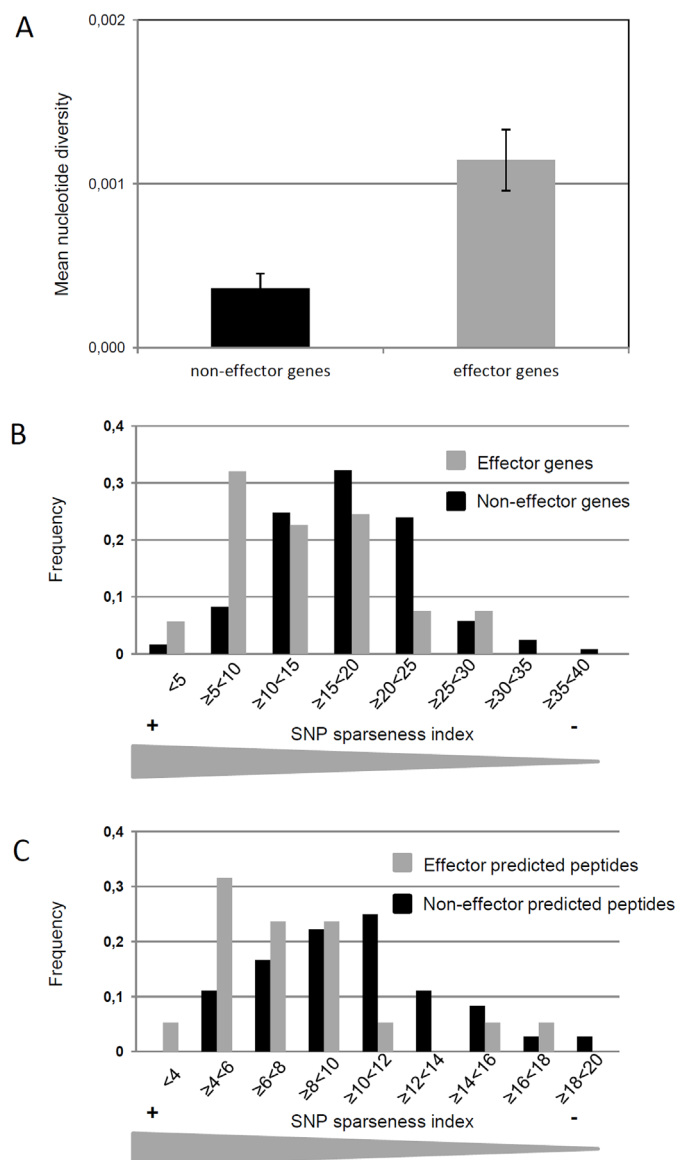 A
0,002
0,001
0,000
Mean nucleotide diversity
non-effector genes
effector genes
B
0,4
0,3
0,2
0,1
0
Frequency
Effector genes
Non-effector genes
<5
≥5<10
≥10<15
≥15<20
≥20<25
≥25<30
≥30<35
≥35<40
+
SNP sparseness index
-
C
0,4
0,3
0,2
0,1
0
Frequency
Effector predicted peptides
Non-effector predicted peptides
<4
≥4<6
≥6<8
≥8<10
≥10<12
≥12<14
≥14<16
≥16<18
≥18<20
+
SNP sparseness index
-